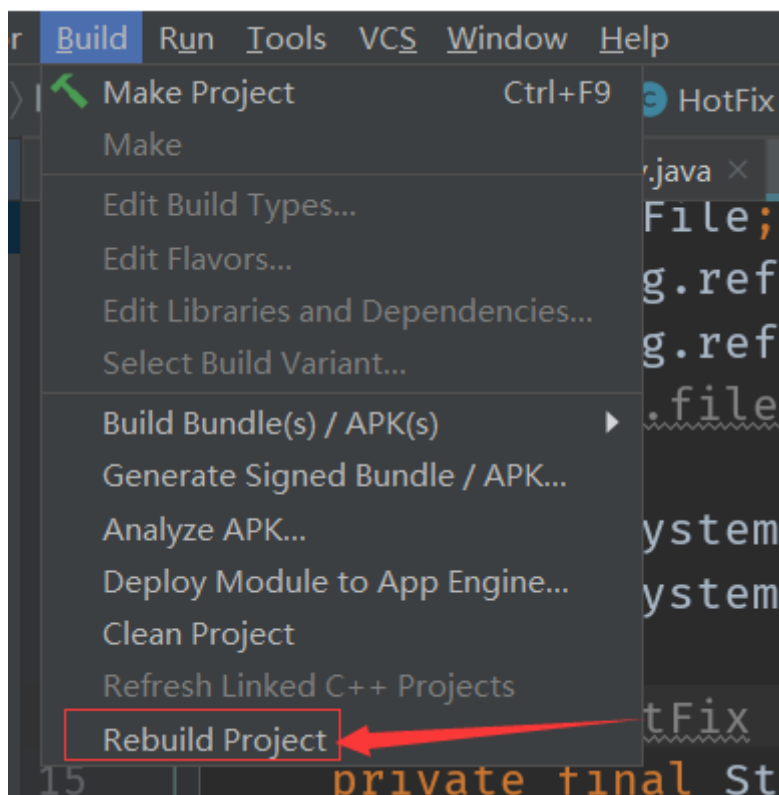 r Build Run Tools VCS Window Help
Make Project Ctrl+F9 C HotFix
Make
.java ×
Edit Build Types...
File;
Edit Flavors...
g.ref
Edit Libraries and Dependencies...
g.ref
Select Build Variant...
.file
Build Bundle(s) / APK(s)
Generate Signed Bundle / APK...
Analyze APK...
ystem
Deploy Module to App Engine...
ystem
Clean Project
Refresh Linked C++ Projects
tFix
Rebuild Project
15 private final St